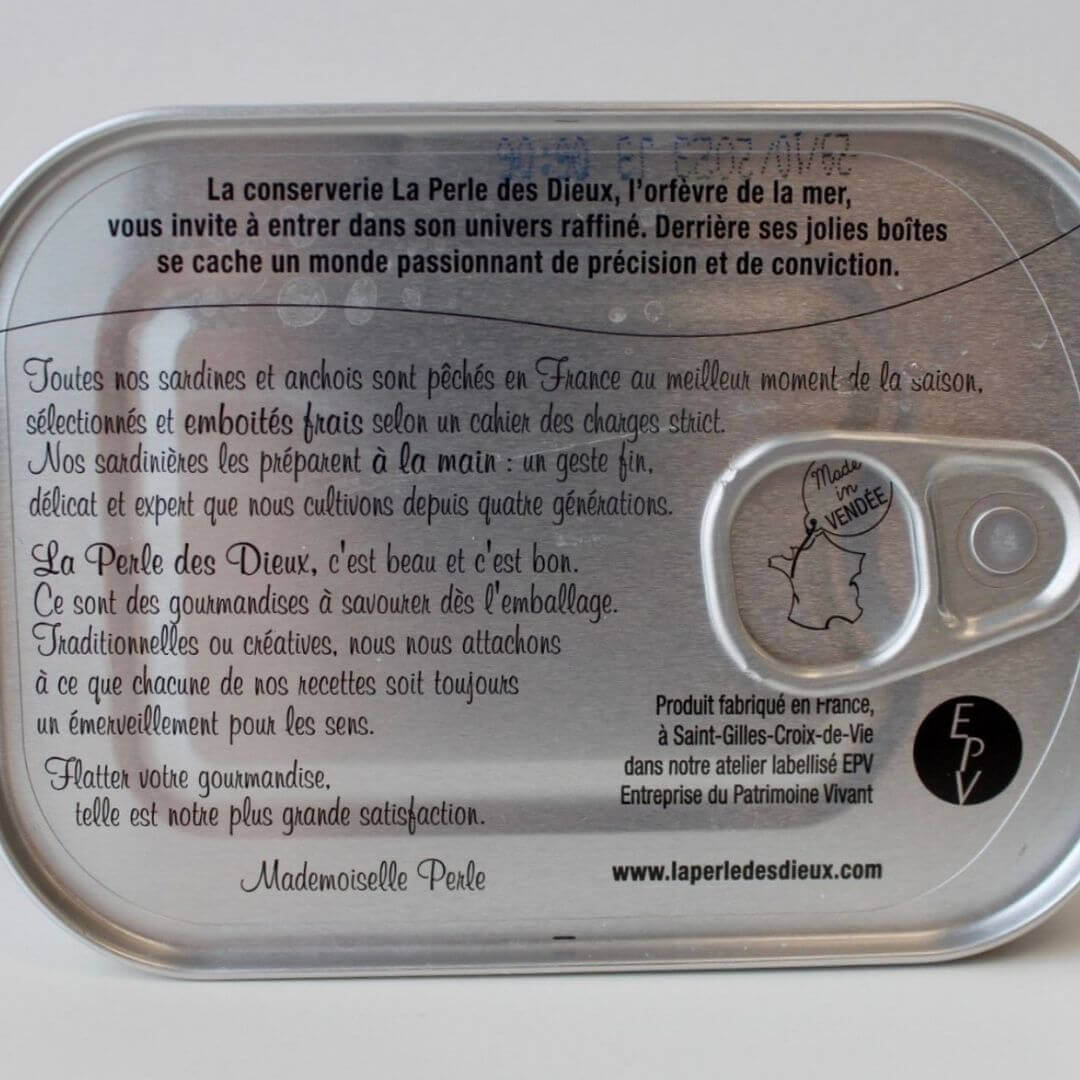 La conserverie La Perle des Dieux, l'orfèvre de la mer,
vous invite à entrer dans son univers raffiné. Derrière ses jolies boîtes
se cache un monde passionnant de précision et de conviction.
Toutes nos sardines et anchois sont pêchés en France au meilleur moment de la saison,
sélectionnés et emboités frais selon un cahier des charges strict.
Nos sardinières les préparent à la main : un geste fin,
délicat et expert que nous cultivons depuis quatre générations.
Made
in
VENDÉE
La Perle des Dieux, c'est beau et c'est bon.
Ce sont des gourmandises à savourer dès l'emballage.
Traditionnelles ou créatives, nous nous attachons
à ce que chacune de nos recettes soit toujours
un émerveillement pour les sens.
Flatter votre gourmandise,
telle est notre plus grande satisfaction.
Mademoiselle Perle
Produit fabriqué en France,
à Saint-Gilles-Croix-de-Vie
dans notre atelier labellisé EPV
Entreprise du Patrimoine Vivant
EPV
www.laperledesdieux.com